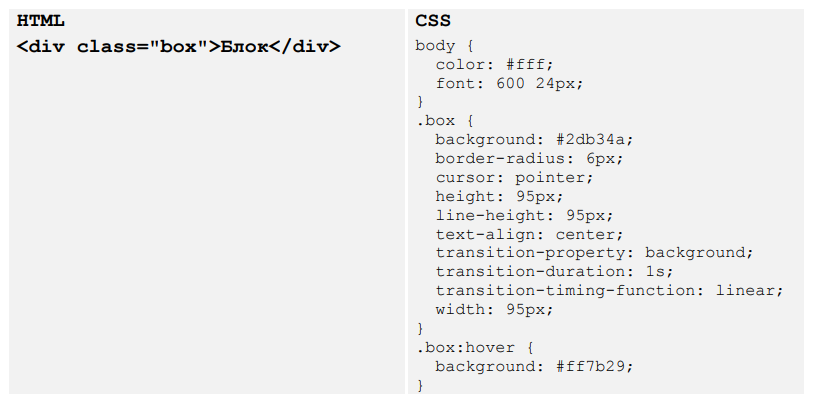 HTML
<div class="box">Блок</div>
CSS
body {
  color: #fff;
  font: 600 24px;
}
.box {
  background: #2db34a;
  border-radius: 6px;
  cursor: pointer;
  height: 95px;
  line-height: 95px;
  text-align: center;
  transition-property: background;
  transition-duration: 1s;
  transition-timing-function: linear;
  width: 95px;
}
.box:hover {
  background: #ff7b29;
}